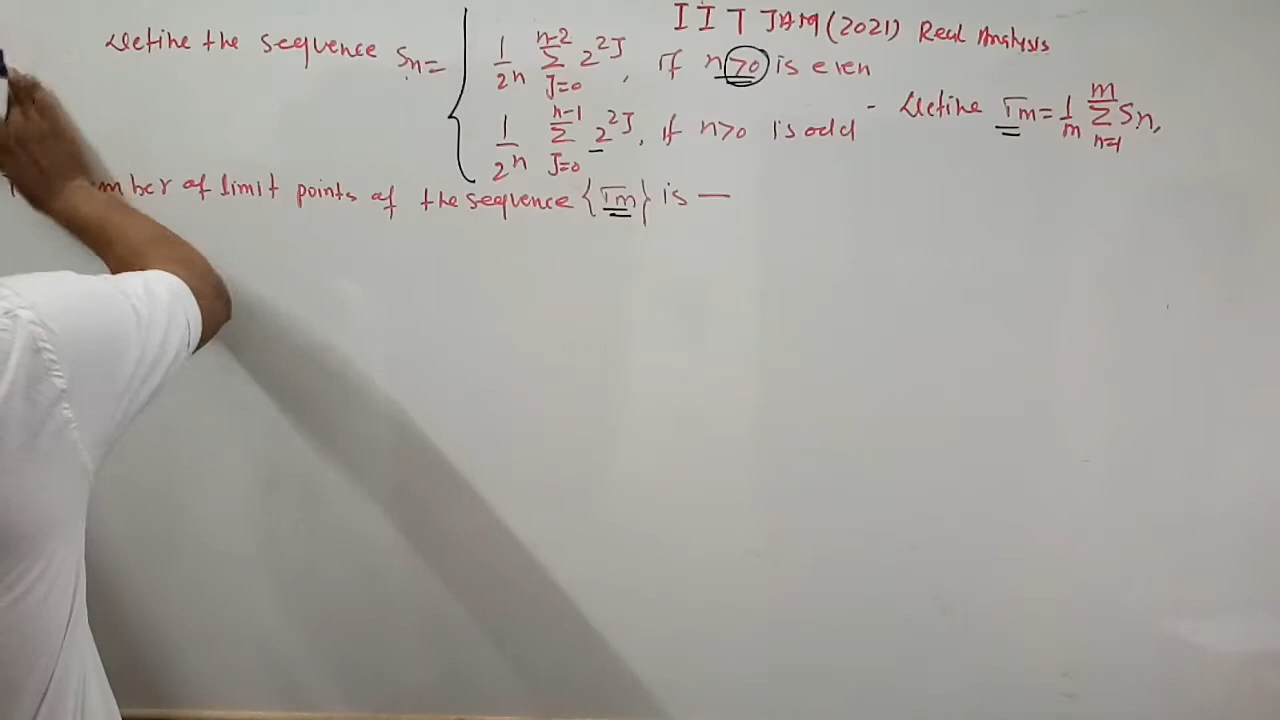 IIT JAM (2021) Real Analysis
Define the sequence Sn = { 1/2^n Σ_{J=0}^{n-2} 2^{2J}, if n>0 is even
1/2^n Σ_{J=0}^{n-1} 2^{2J}, if n>0 is odd - Define σm = 1/m Σ_{n=1}^{m} Sn,
mber of limit points of the sequence {σm} is —